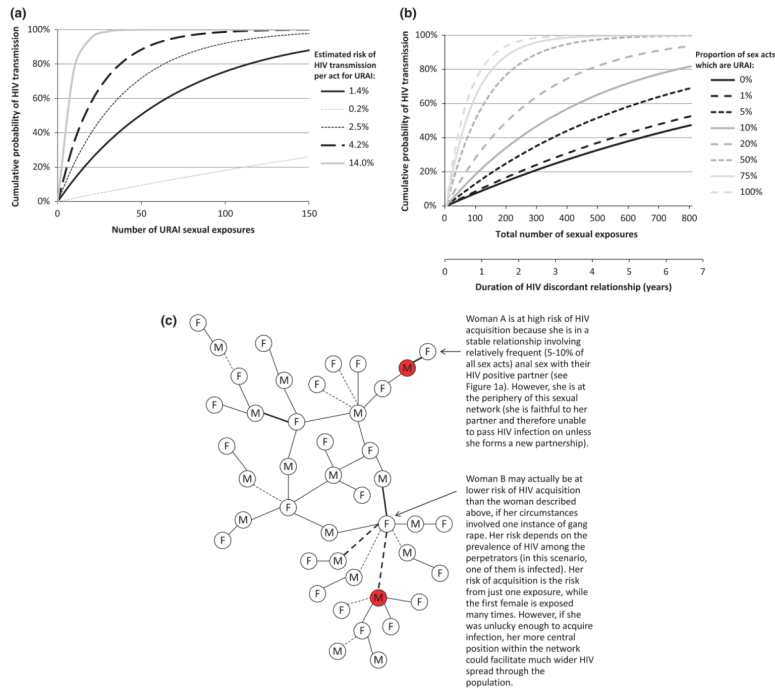 (a)
100%
80%
60%
40%
20%
0%
Cumulative probability of HIV transmission
0
50
100
150
Number of URAI sexual exposures
Estimated risk of
HIV transmission
per act for URAI:
1.4%
0.2%
2.5%
4.2%
14.0%
(b)
100%
80%
60%
40%
20%
0%
Cumulative probability of HIV transmission
0
100
200
300
400
500
600
700
800
Total number of sexual exposures
Proportion of sex acts
which are URAI:
0%
1%
5%
10%
20%
50%
75%
100%
0
1
2
3
4
5
6
7
Duration of HIV discordant relationship (years)
(c)
F
M
F
F
M
F
M
F
F
F
F
M
F
M
F
M
F
M
F
M
F
M
F
F
M
F
M
M
F
M
F
F
M
M
F
M
F
M
F
F
F
F
M
M
Woman A is at high risk of HIV
acquisition because she is in a
stable relationship involving
relatively frequent (5-10% of
all sex acts) anal sex with their
HIV positive partner (see
Figure 1a). However, she is at
the periphery of this sexual
network (she is faithful to her
partner and therefore unable
to pass HIV infection on unless
she forms a new partnership).
Woman B may actually be at
lower risk of HIV acquisition
than the woman described
above, if her circumstances
involved one instance of gang
rape. Her risk depends on the
prevalence of HIV among the
perpetrators (in this scenario,
one of them is infected). Her
risk of acquisition is the risk
from just one exposure, while
the first female is exposed
many times. However, if she
was unlucky enough to acquire
infection, her more central
position within the network
could facilitate much wider HIV
spread through the
population.